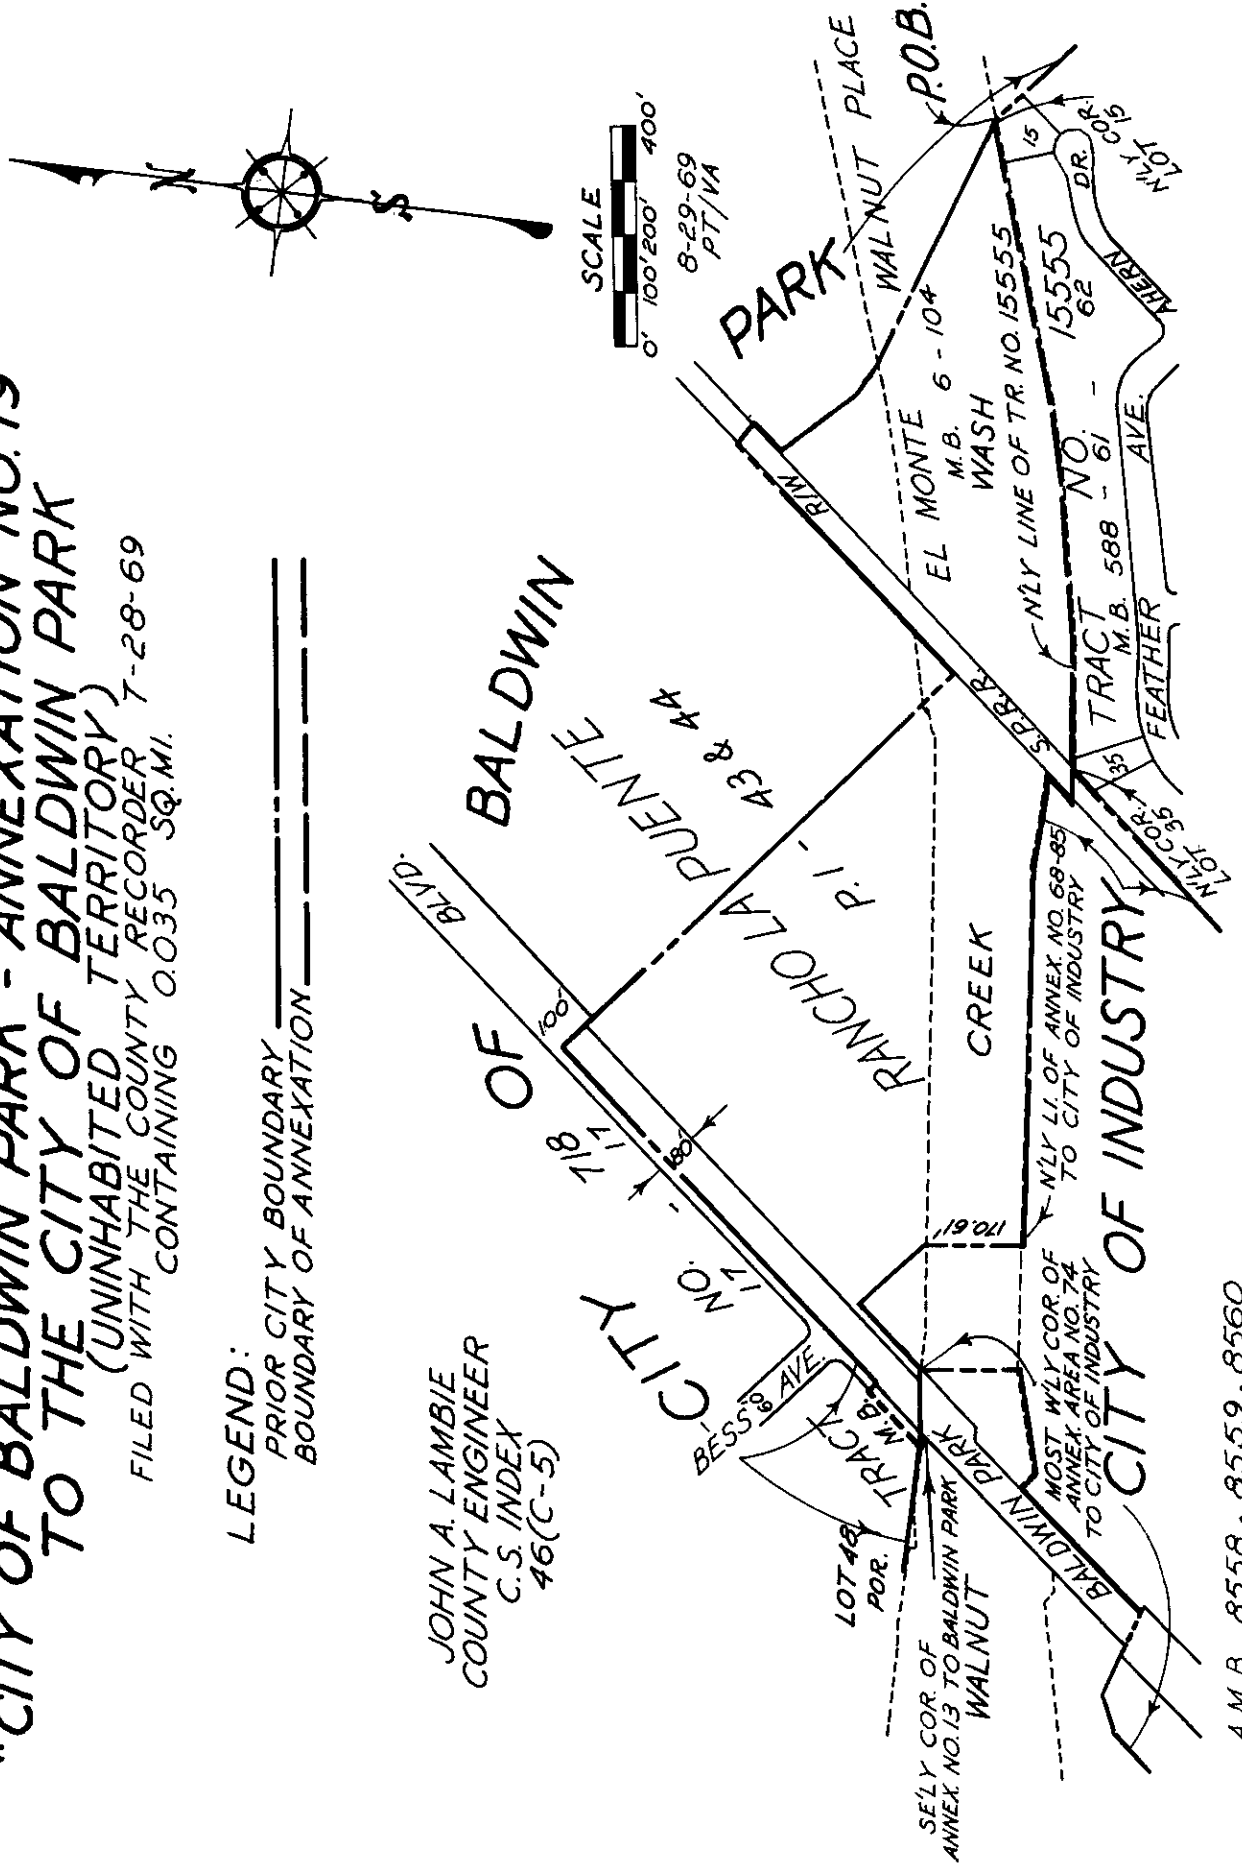 "CITY OF BALDWIN PARK - ANNEXATION NO. 19
TO THE CITY OF BALDWIN PARK
(UNINHABITED TERRITORY)
FILED WITH THE COUNTY RECORDER 7-28-69
CONTAINING 0.035 SQ.MI.
LEGEND:
PRIOR CITY BOUNDARY
BOUNDARY OF ANNEXATION
N
S
SCALE
0' 100' 200' 400'
8-29-69
PT/VA
JOHN A. LAMBIE
COUNTY ENGINEER
C.S. INDEX
46(C-5)
CITY OF BALDWIN PARK
BLVD.
100'
80'
718
17
NO.
17
-
BESS AVE.
60
TRACT
M.B.
LOT 48
POR.
RANCHO LA PUENTE
P.1 - 43 & 44
R/W
S.P.R.R.
EL MONTE WALNUT PLACE
M.B. 6 - 104
WASH
P.O.B.
N'LY LINE OF TR. NO. 15555
TRACT NO. 15555
M.B. 588 - 61 - 62
15
DR.
AHERN
N'LY COR.
LOT 15
FEATHER AVE.
35
N'LY COR.
LOT 35
CREEK
170.61'
N'LY LI. OF ANNEX. NO. 68-85
TO CITY OF INDUSTRY
CITY OF INDUSTRY
MOST W'LY COR. OF
ANNEX. AREA NO. 74
TO CITY OF INDUSTRY
BALDWIN PARK
SE'LY COR. OF
ANNEX. NO. 13 TO BALDWIN PARK
WALNUT
A.M.B. 8558, 8559, 8560